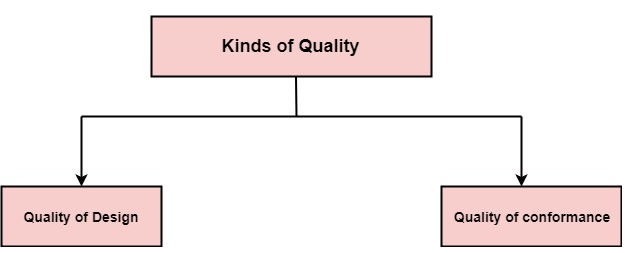 Kinds of Quality
Quality of Design
Quality of conformance